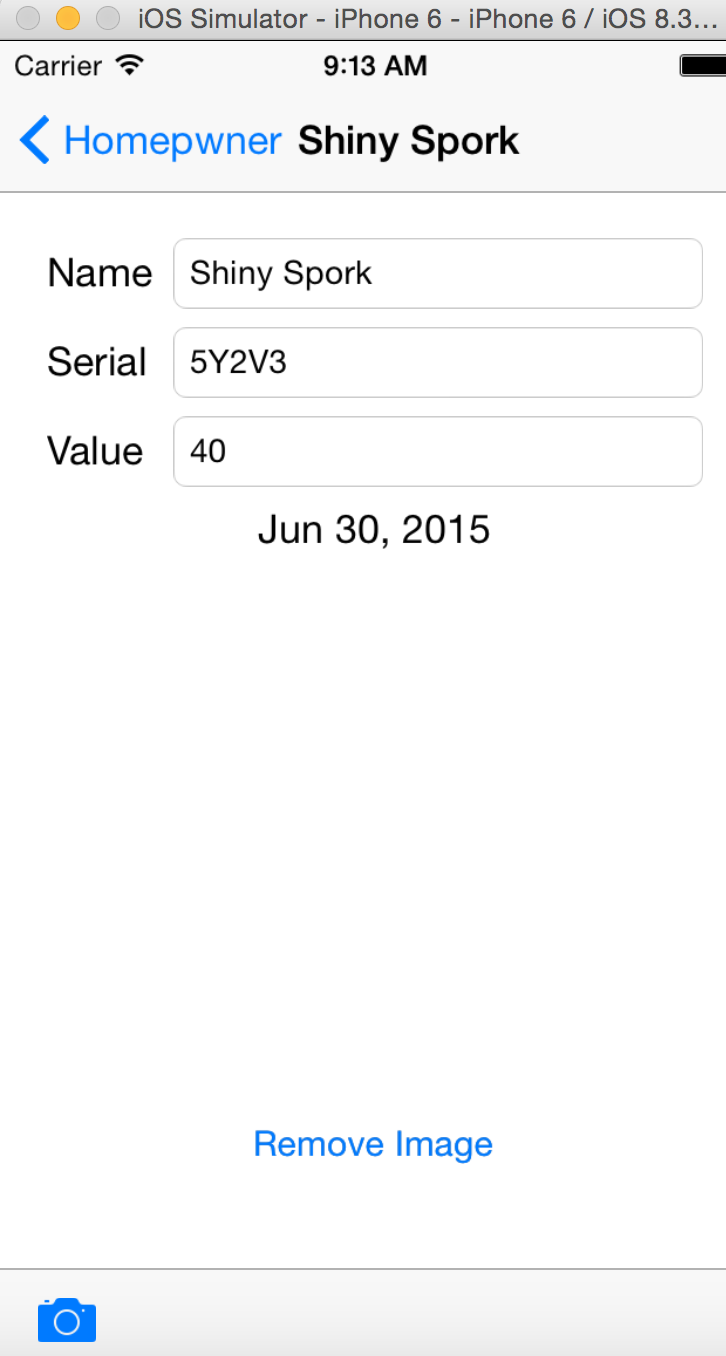 iOS Simulator - iPhone 6 - iPhone 6 / iOS 8.3...
Carrier 9:13 AM
Homepwner Shiny Spork
Name Shiny Spork
Serial 5Y2V3
Value 40
Jun 30, 2015
Remove Image